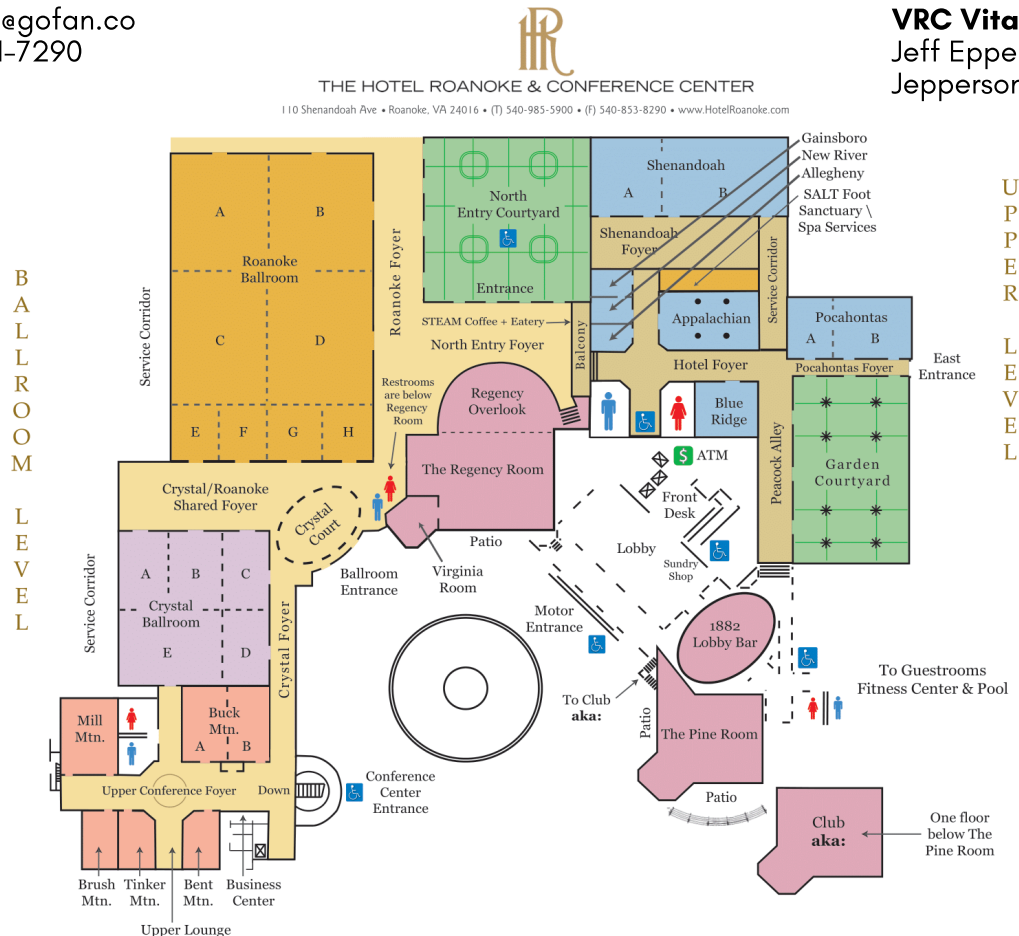 @gofan.co
-7290
VRC Vita
Jeff Eppe
Jepperson
HR
THE HOTEL ROANOKE & CONFERENCE CENTER
110 Shenandoah Ave • Roanoke, VA 24016 • (T) 540-985-5900 • (F) 540-853-8290 • www.HotelRoanoke.com
BALLROOM LEVEL
UPPER LEVEL
Gainsboro
New River
Allegheny
SALT Foot
Sanctuary \
Spa Services
Shenandoah
A B
Shenandoah
Foyer
Service Corridor
North
Entry Courtyard
Entrance
Roanoke Foyer
A B
Roanoke
Ballroom
C D
E F G H
Service Corridor
STEAM Coffee + Eatery
North Entry Foyer
Balcony
Appalachian
Pocahontas
A B
Hotel Foyer
Pocahontas Foyer
East
Entrance
Restrooms
are below
Regency
Room
Regency
Overlook
The Regency Room
Blue
Ridge
Peacock Alley
Garden
Courtyard
$ ATM
Front
Desk
Lobby
Sundry
Shop
Crystal/Roanoke
Shared Foyer
Crystal
Court
Patio
Virginia
Room
Ballroom
Entrance
Service Corridor
A B C
Crystal
Ballroom
E D
Crystal Foyer
Motor
Entrance
1882
Lobby Bar
To Club
aka:
Patio
The Pine Room
To Guestrooms
Fitness Center & Pool
Mill
Mtn.
Buck
Mtn.
A B
Upper Conference Foyer
Down
Conference
Center
Entrance
Patio
Club
aka:
One floor
below The
Pine Room
Brush
Mtn.
Tinker
Mtn.
Bent
Mtn.
Business
Center
Upper Lounge